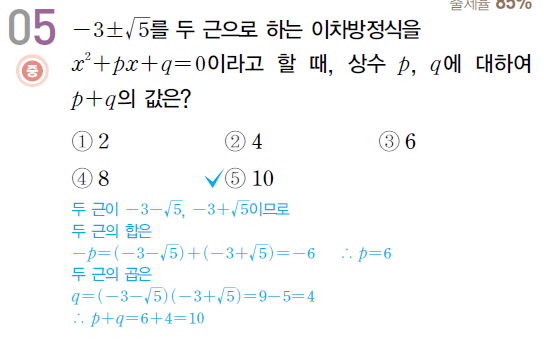 출제율 85%
05 -3±√5를 두 근으로 하는 이차방정식을
중 x²+px+q=0이라고 할 때, 상수 p, q에 대하여
p+q의 값은?
① 2 ② 4 ③ 6
④ 8 ✓⑤ 10
두 근이 -3-√5, -3+√5이므로
두 근의 합은
-p=(-3-√5)+(-3+√5)=-6 ∴ p=6
두 근의 곱은
q=(-3-√5)(-3+√5)=9-5=4
∴ p+q=6+4=10